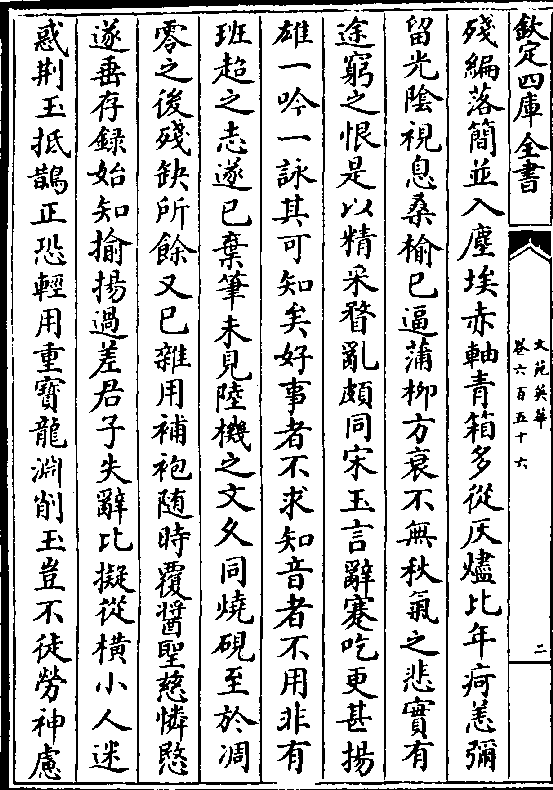 欽定四庫全書
文苑英華
卷六百五十六
二
殘編落簡並入塵埃赤軸青箱多從灰燼比年疴恙彌
留光隂視息桑榆已逼蒲柳方衰不無秋氣之悲實有
途窮之恨是以精采瞀亂頗同宋玉言辭蹇吃更甚揚
雄一吟一詠其可知矣好事者不求知音者不用非有
班超之志遂已棄筆未見陸機之文久同燒硯至於凋
零之後殘缺所餘又已雜用補袍随時覆醬聖慈憐愍
遂垂存録始知揄揚過差君子失辭比擬從横小人迷
惑荆玉抵鵲正恐輕用重寳龍淵削玉豈不徒勞神慮